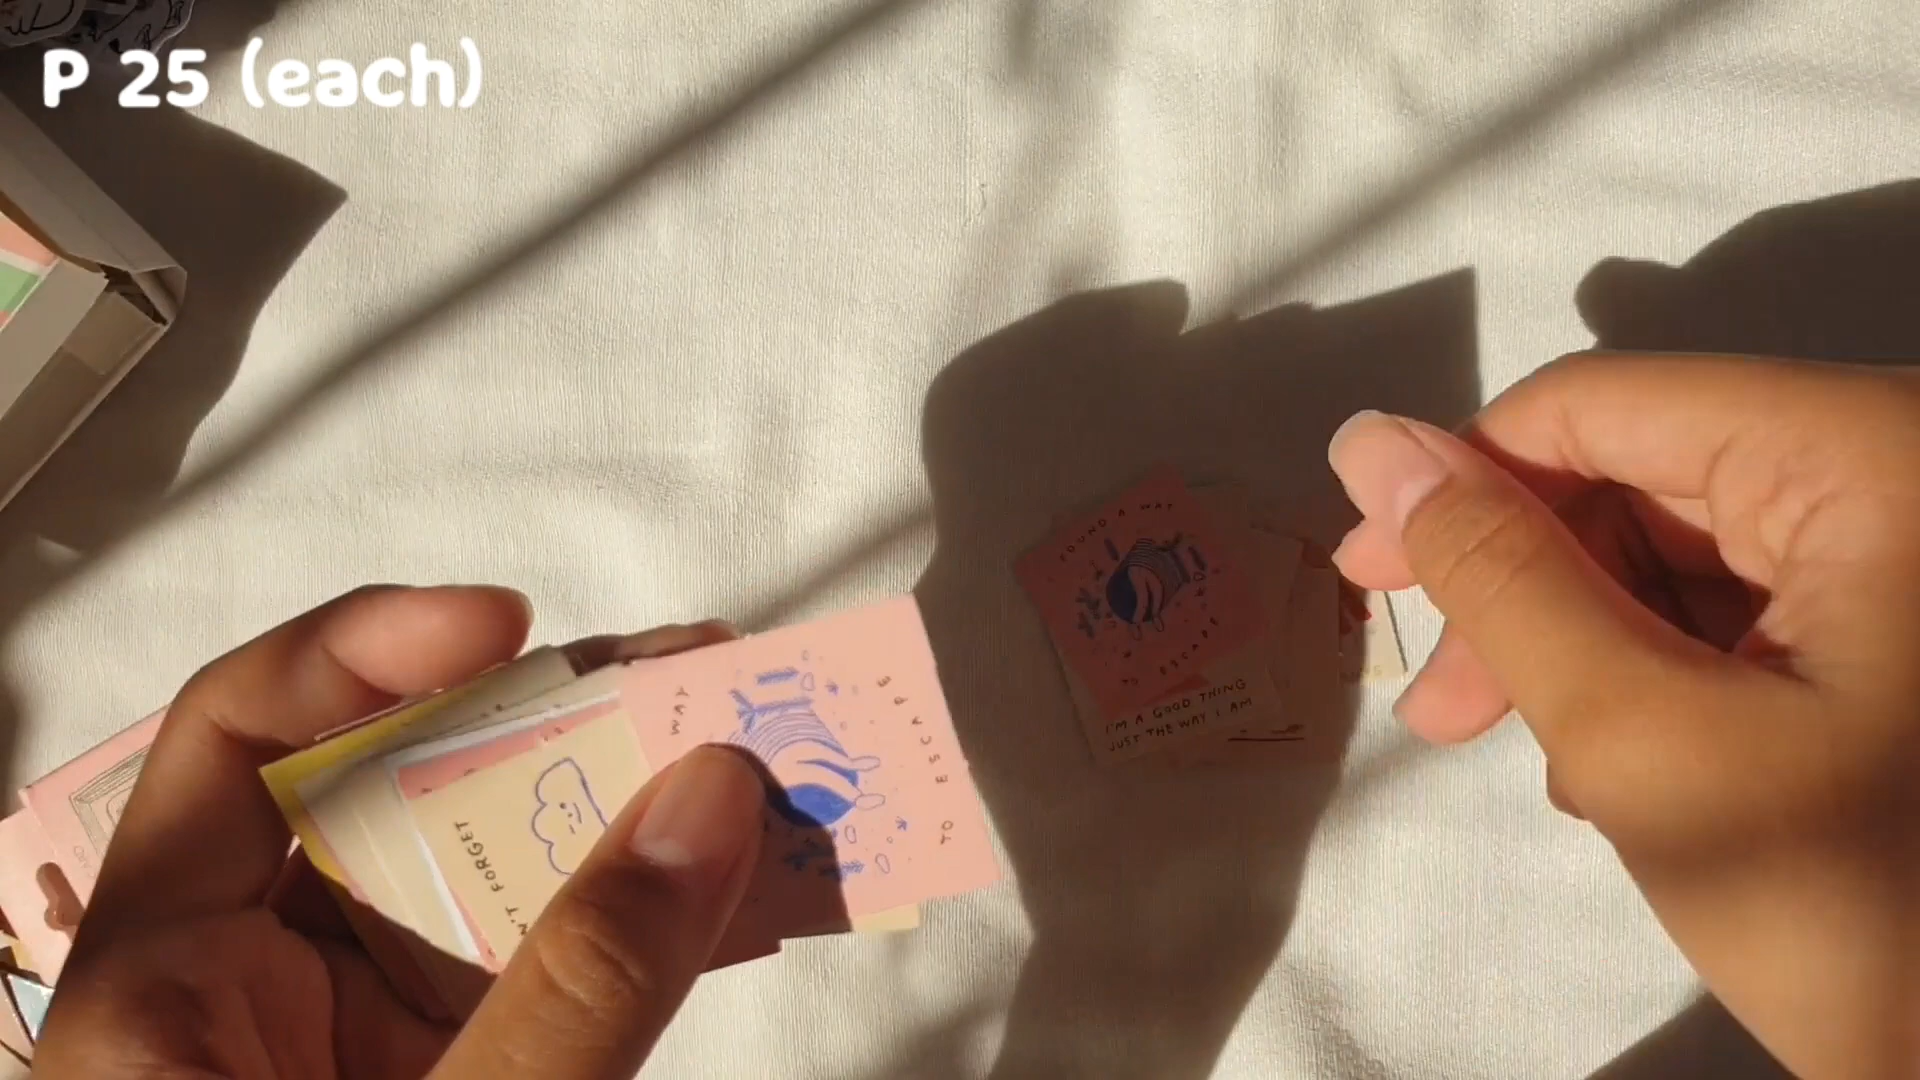 P 25 (each)
FOUND A WAY
TO ESCAPE
I'M A GOOD THING
JUST THE WAY I AM
WAY
TO ESCAPE
N'T FORGET